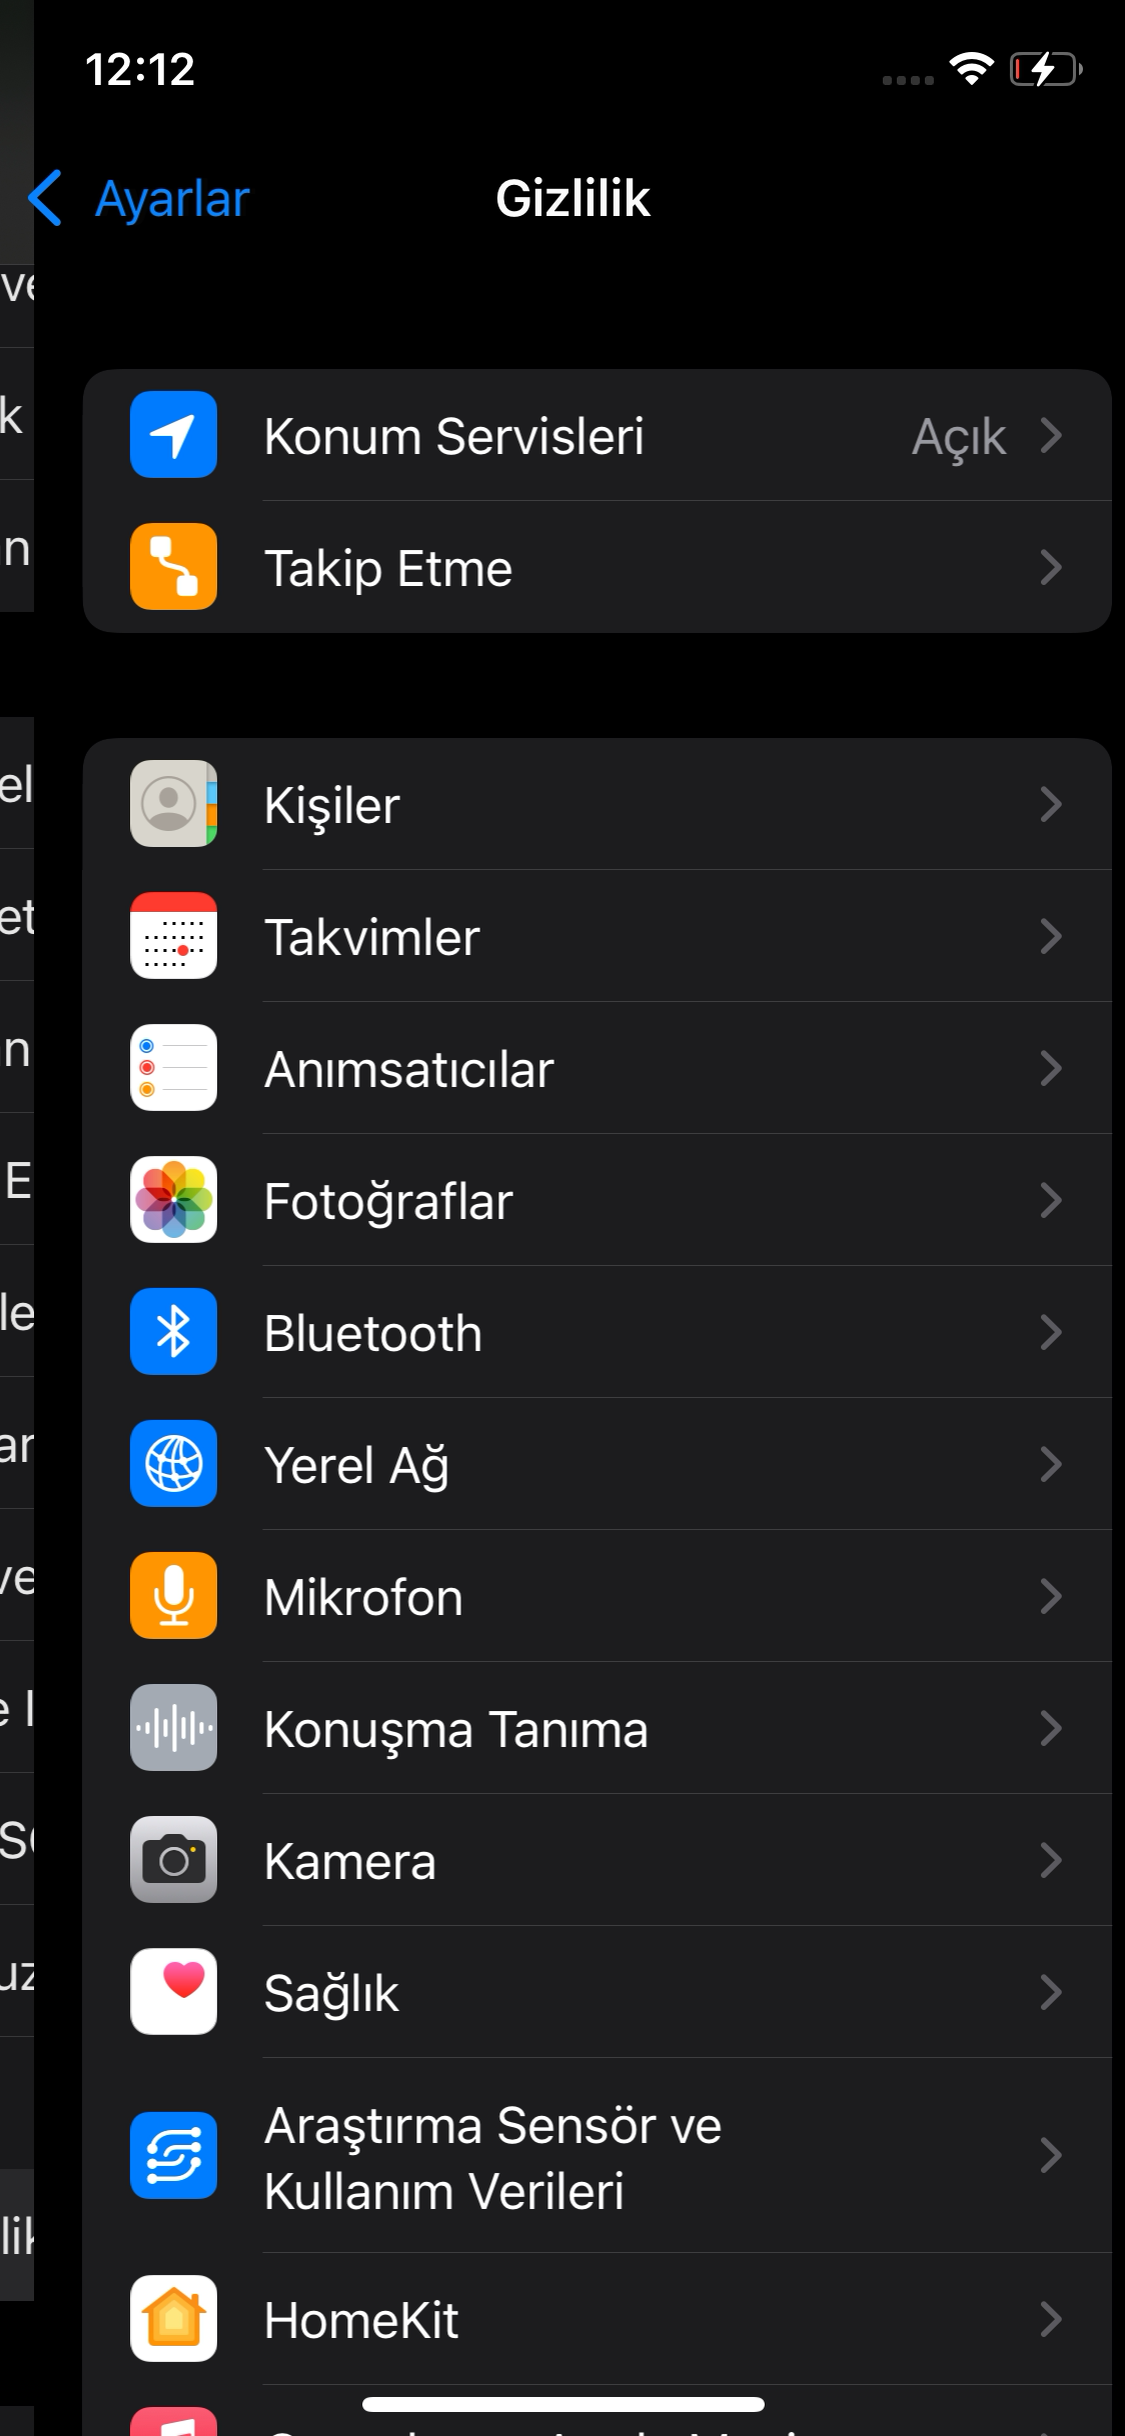 12:12
Ayarlar
Gizlilik
Konum Servisleri
Açık
Takip Etme
Kişiler
Takvimler
Anımsatıcılar
Fotoğraflar
Bluetooth
Yerel Ağ
Mikrofon
Konuşma Tanıma
Kamera
Sağlık
Araştırma Sensör ve
Kullanım Verileri
HomeKit